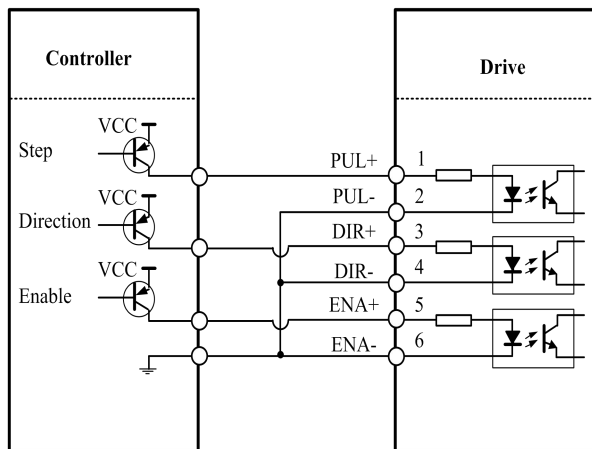 Controller
Drive
VCC
Step
PUL+ 1
PUL- 2
VCC
Direction
DIR+ 3
DIR- 4
VCC
Enable
ENA+ 5
ENA- 6